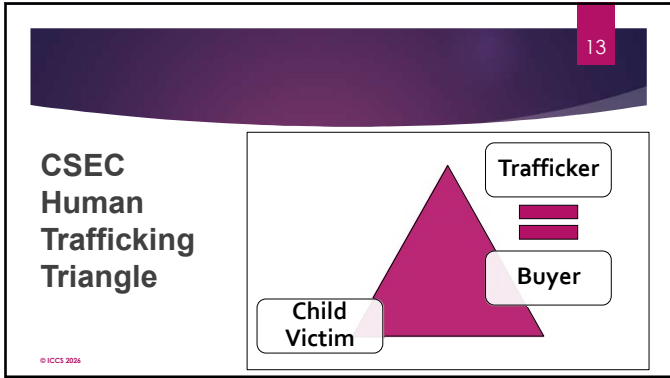 13
CSEC
Human
Trafficking
Triangle
Trafficker
Buyer
Child
Victim
© ICCS 2026